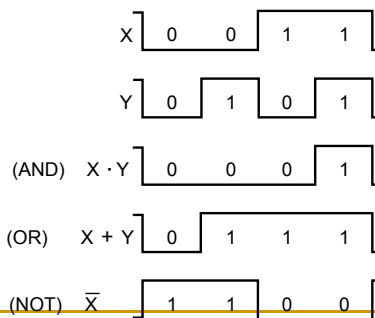 X 0 0 1 1
Y 0 1 0 1
(AND) X · Y 0 0 0 1
(OR) X + Y 0 1 1 1
(NOT) X̅ 1 1 0 0